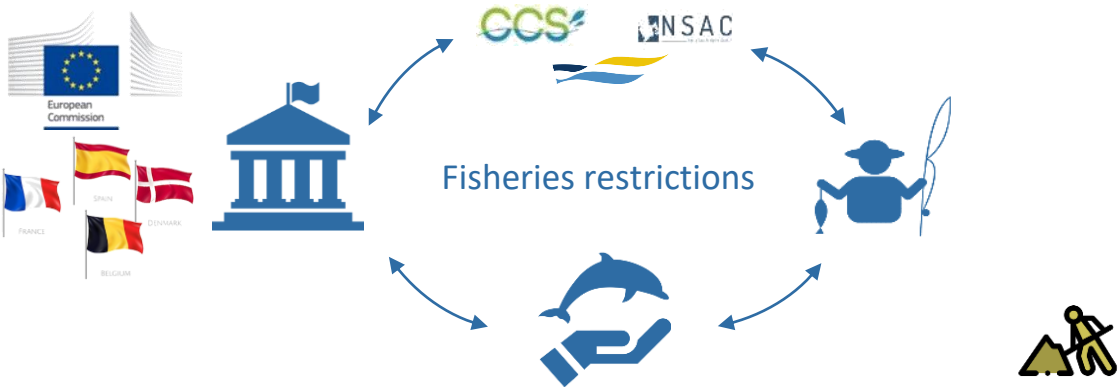 CCS
NSAC
European
Commission
Fisheries restrictions
SPAIN
DENMARK
FRANCE
BELGIUM